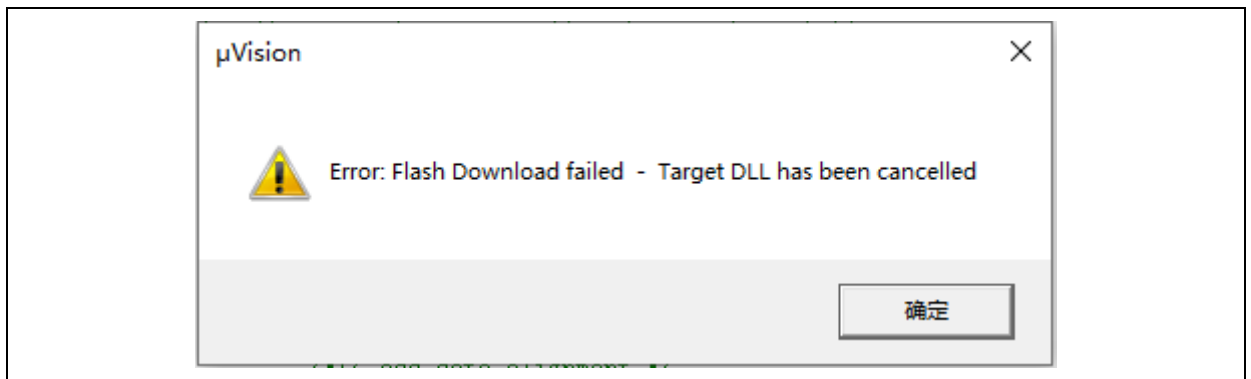 µVision
Error: Flash Download failed - Target DLL has been cancelled
确定